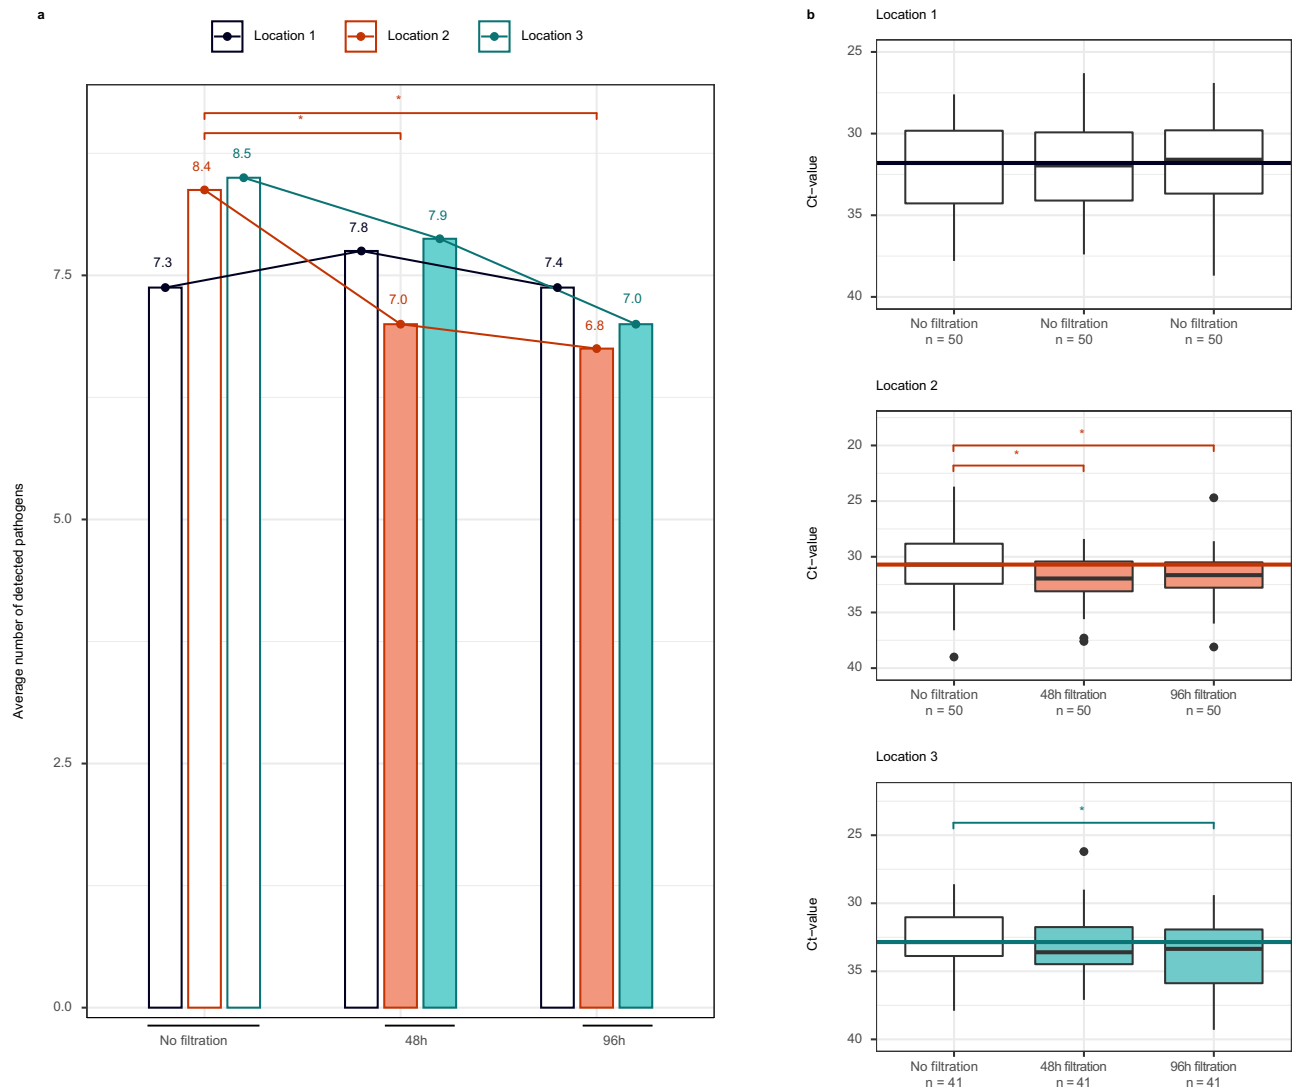 a
Location 1
Location 2
Location 3
Average number of detected pathogens
7.5
5.0
2.5
0.0
*
*
8.4
8.5
7.3
7.8
7.9
7.0
7.4
6.8
7.0
No filtration
48h
96h
b
Location 1
Ct-value
25
30
35
40
No filtration
n = 50
No filtration
n = 50
No filtration
n = 50
Location 2
Ct-value
20
25
30
35
40
*
*
No filtration
n = 50
48h filtration
n = 50
96h filtration
n = 50
Location 3
Ct-value
25
30
35
40
*
No filtration
n = 41
48h filtration
n = 41
96h filtration
n = 41